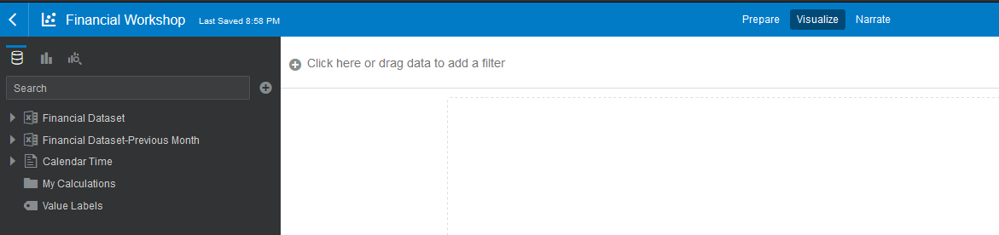 Financial Workshop Last Saved 8:58 PM Prepare Visualize Narrate
Click here or drag data to add a filter
Search
Financial Dataset
Financial Dataset-Previous Month
Calendar Time
My Calculations
Value Labels